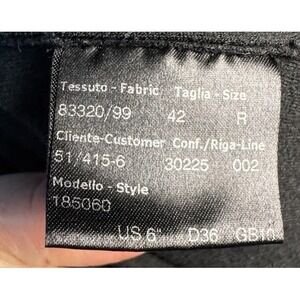 Tessuto - Fabric Taglia - Size
83320/99 42 R
Cliente-Customer Conf./Riga-Line
51/415-6 30225 002
Modello - Style
185060
US 6" D36 GB10